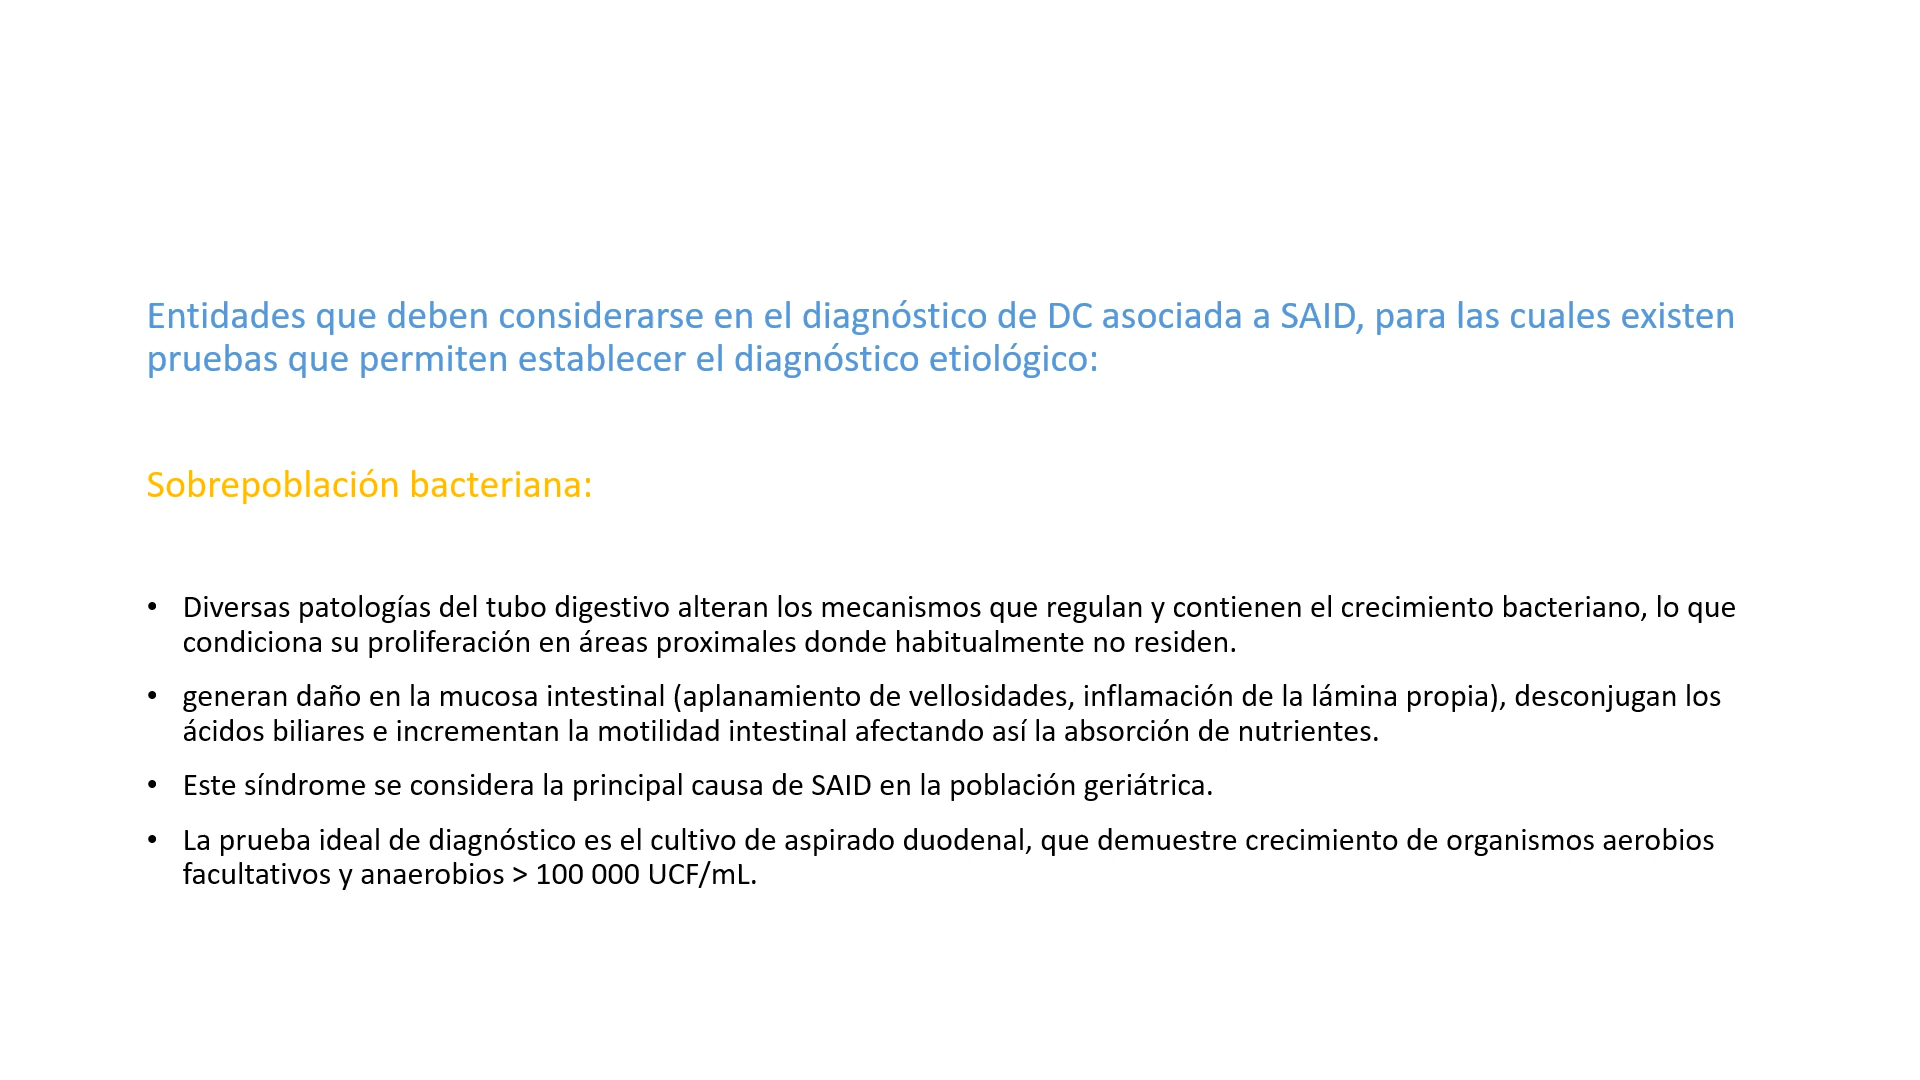 Entidades que deben considerarse en el diagnóstico de DC asociada a SAID, para las cuales existen
pruebas que permiten establecer el diagnóstico etiológico:
Sobrepoblación bacteriana:
• Diversas patologías del tubo digestivo alteran los mecanismos que regulan y contienen el crecimiento bacteriano, lo que
condiciona su proliferación en áreas proximales donde habitualmente no residen.
• generan daño en la mucosa intestinal (aplanamiento de vellosidades, inflamación de la lámina propia), desconjugan los
ácidos biliares e incrementan la motilidad intestinal afectando así la absorción de nutrientes.
• Este síndrome se considera la principal causa de SAID en la población geriátrica.
• La prueba ideal de diagnóstico es el cultivo de aspirado duodenal, que demuestre crecimiento de organismos aerobios
facultativos y anaerobios > 100 000 UCF/mL.